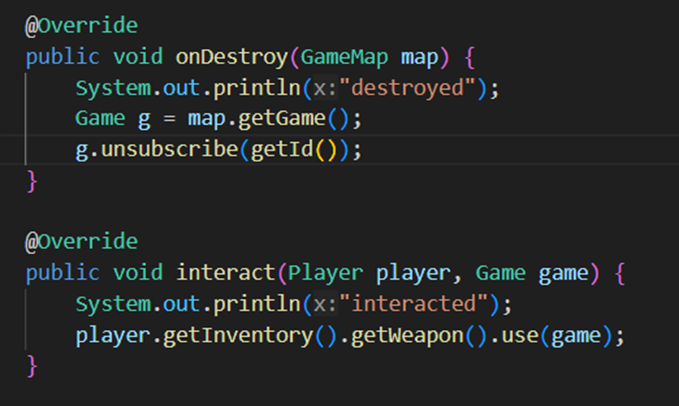 @Override
public void onDestroy(GameMap map) {
System.out.println(x:"destroyed");
Game g = map.getGame();
g.unsubscribe(getId());
}
@Override
public void interact(Player player, Game game) {
System.out.println(x:"interacted");
player.getInventory().getWeapon().use(game);
}